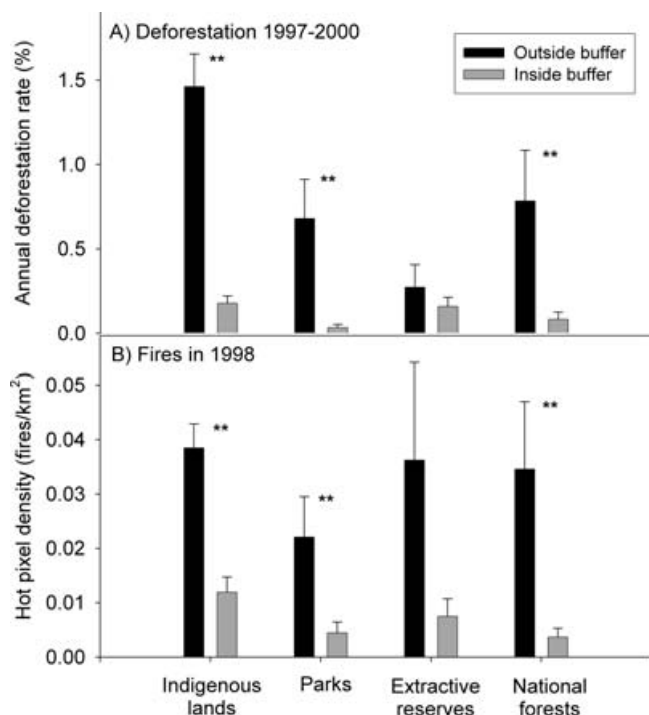 A) Deforestation 1997-2000
Outside buffer
Inside buffer
Annual deforestation rate (%)
1.5
1.0
0.5
0.0
**
**
**
B) Fires in 1998
Hot pixel density (fires/km²)
0.05
0.04
0.03
0.02
0.01
0.00
**
**
**
Indigenous
lands
Parks
Extractive
reserves
National
forests